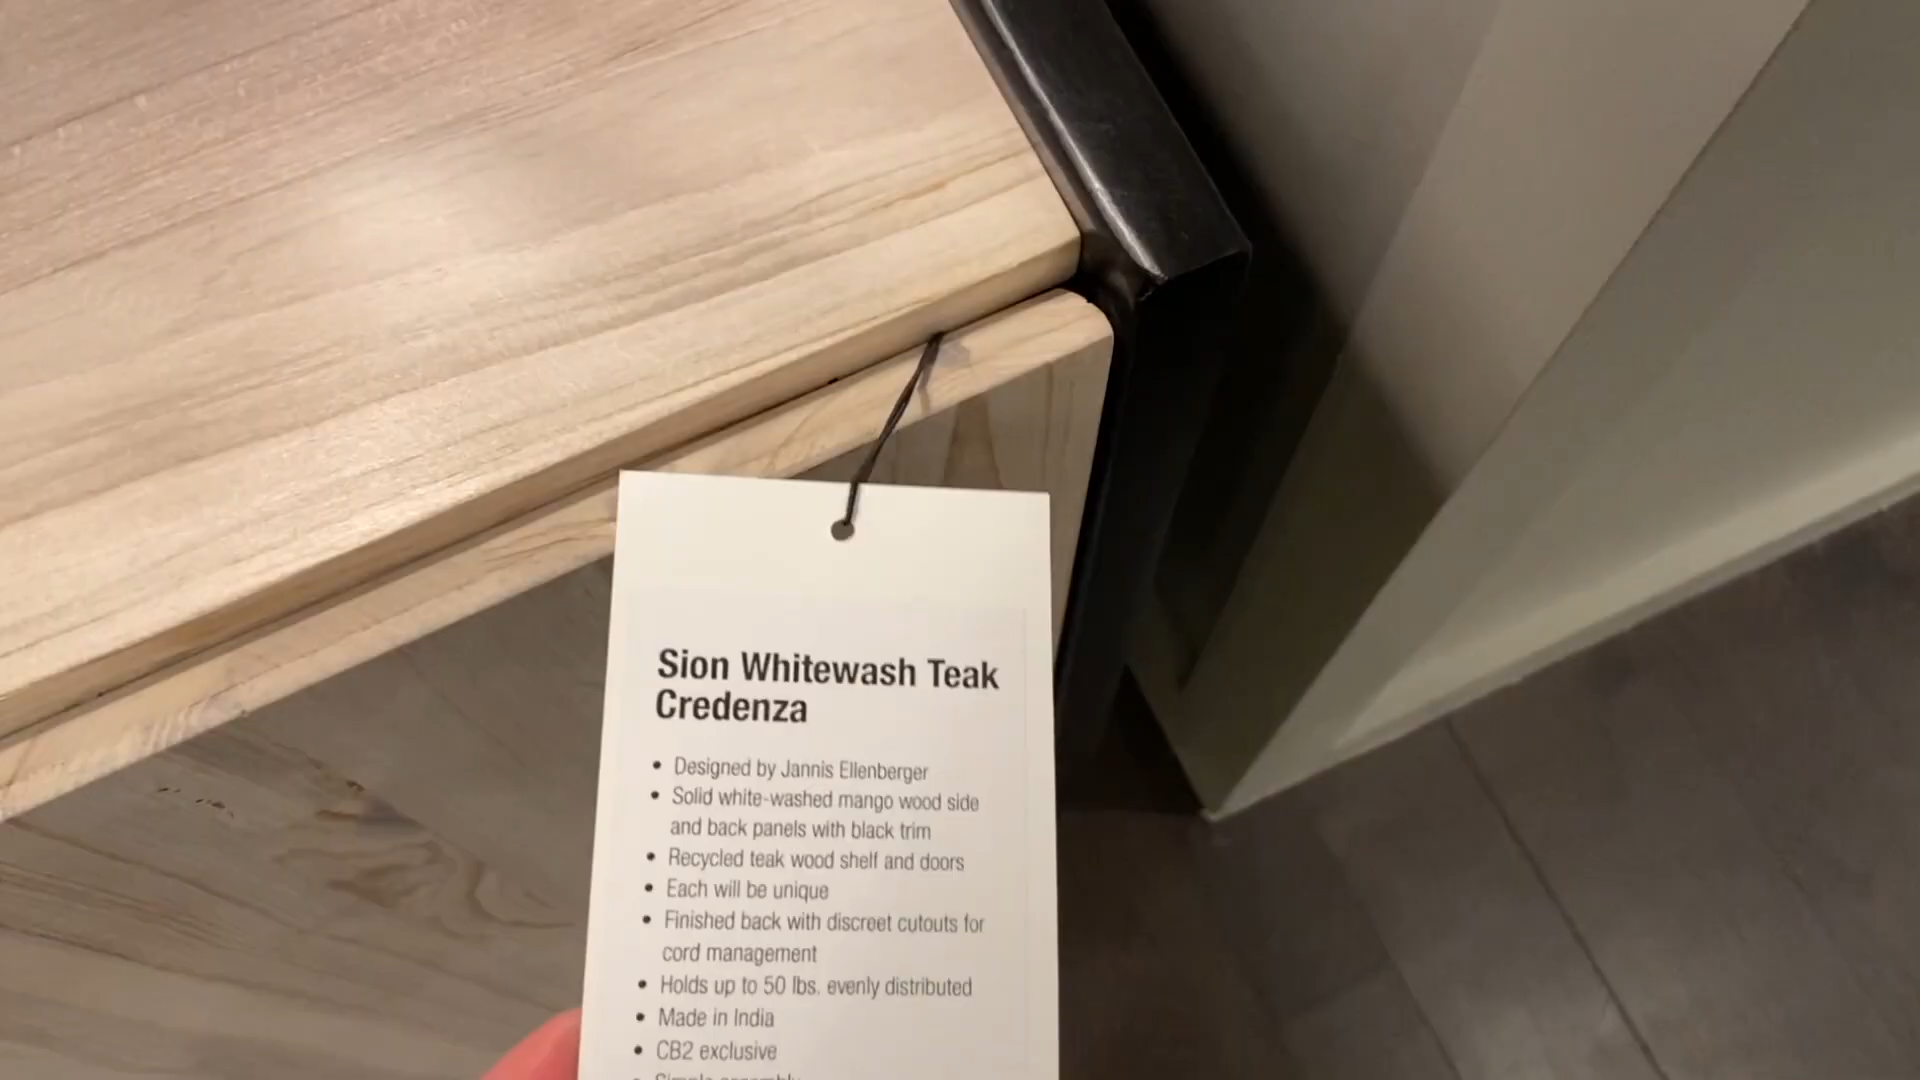 Sion Whitewash Teak
Credenza
• Designed by Jannis Ellenberger
• Solid white-washed mango wood side
and back panels with black trim
• Recycled teak wood shelf and doors
• Each will be unique
• Finished back with discreet cutouts for
cord management
• Holds up to 50 lbs. evenly distributed
• Made in India
• CB2 exclusive